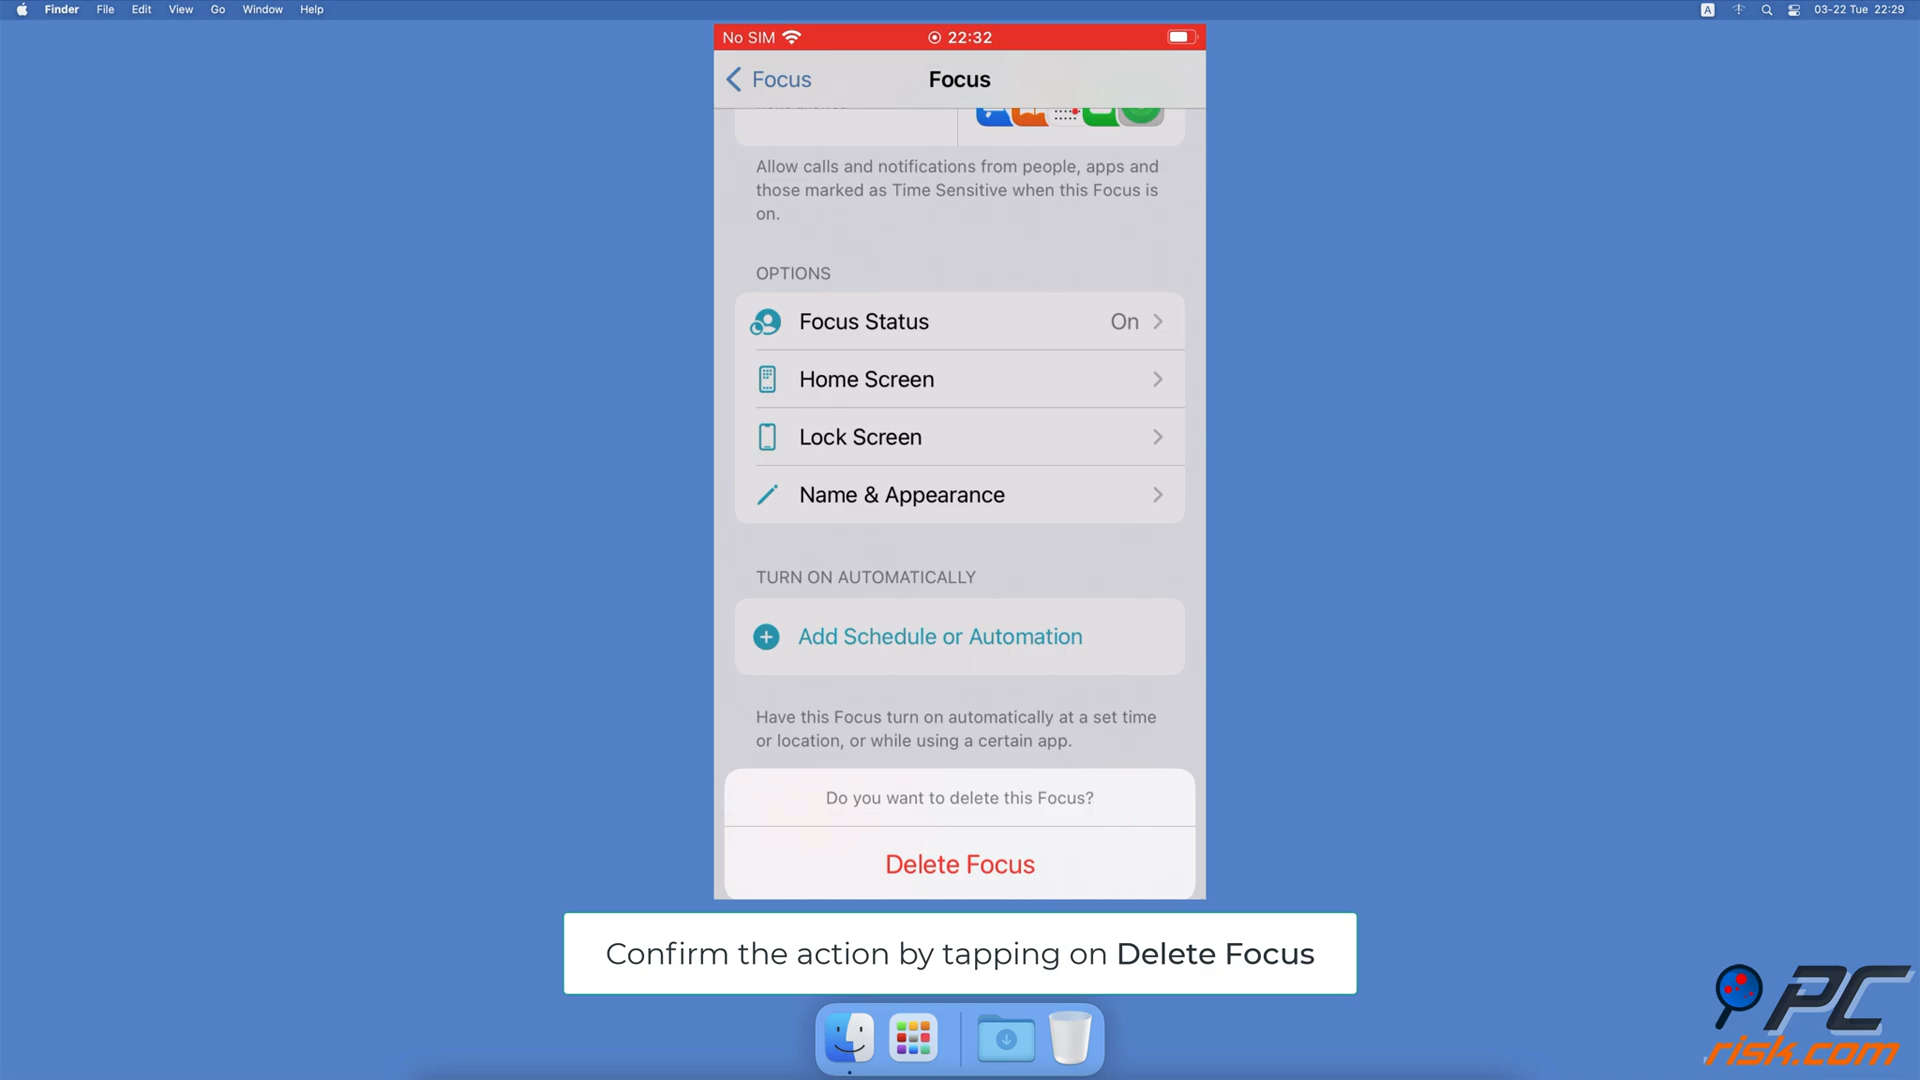 Finder File Edit View Go Window Help
A 03-22 Tue 22:29
No SIM 22:32
Focus Focus
Allow calls and notifications from people, apps and
those marked as Time Sensitive when this Focus is
on.
OPTIONS
Focus Status On
Home Screen
Lock Screen
Name & Appearance
TURN ON AUTOMATICALLY
Add Schedule or Automation
Have this Focus turn on automatically at a set time
or location, or while using a certain app.
Do you want to delete this Focus?
Delete Focus
Confirm the action by tapping on Delete Focus
PC
risk.com